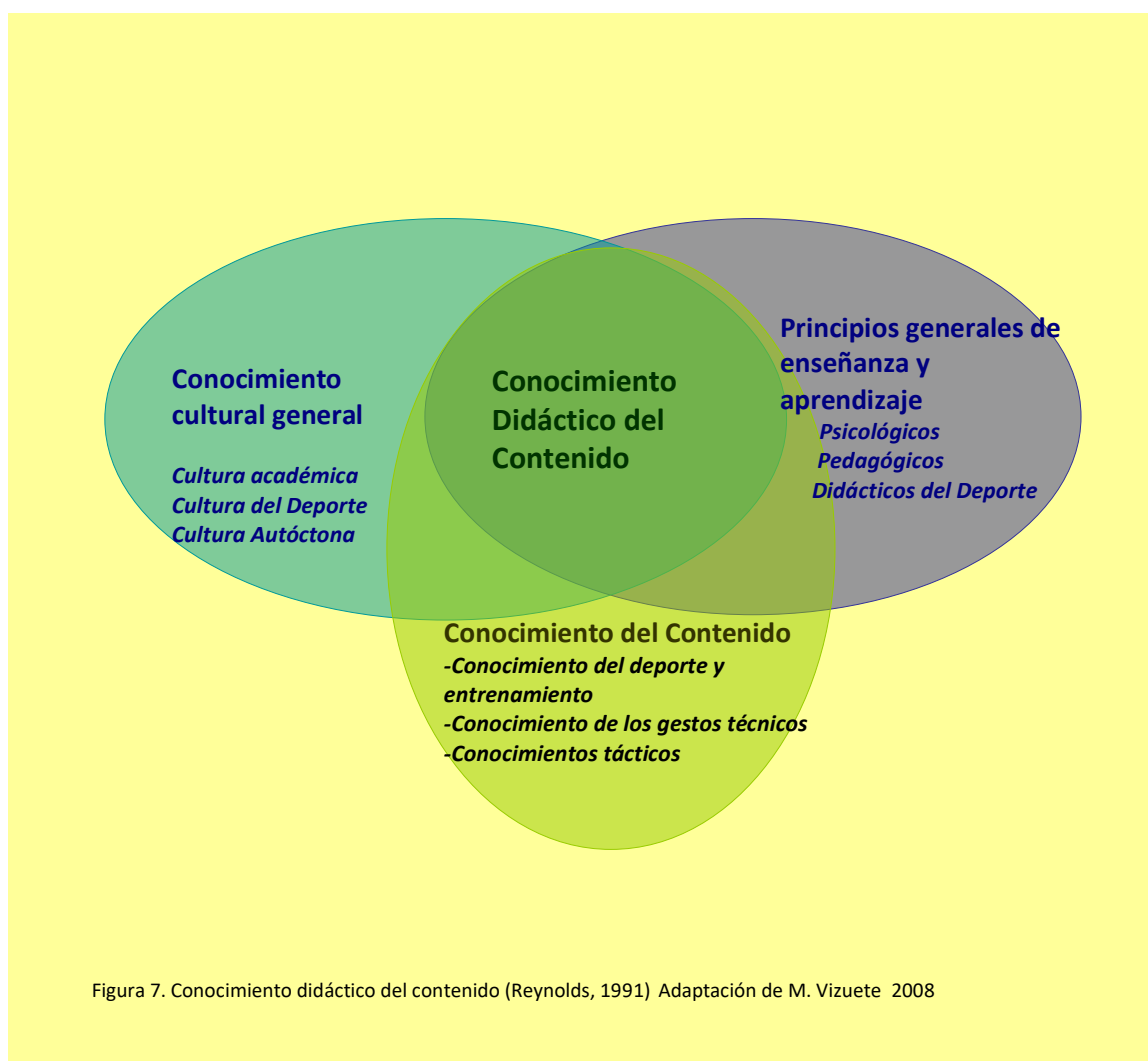 Conocimiento
cultural general
Cultura académica
Cultura del Deporte
Cultura Autóctona
Conocimiento
Didáctico del
Contenido
Principios generales de
enseñanza y
aprendizaje
Psicológicos
Pedagógicos
Didácticos del Deporte
Conocimiento del Contenido
-Conocimiento del deporte y
entrenamiento
-Conocimiento de los gestos técnicos
-Conocimientos tácticos
Figura 7. Conocimiento didáctico del contenido (Reynolds, 1991) Adaptación de M. Vizuete 2008